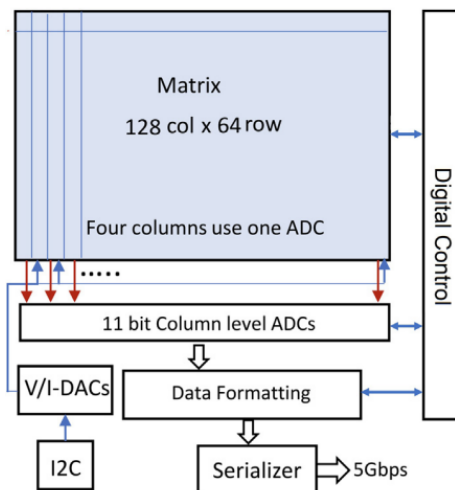 Matrix
128 col x 64 row
Four columns use one ADC
.....
11 bit Column level ADCs
V/I-DACs
Data Formatting
I2C
Serializer
5Gbps
Digital Control